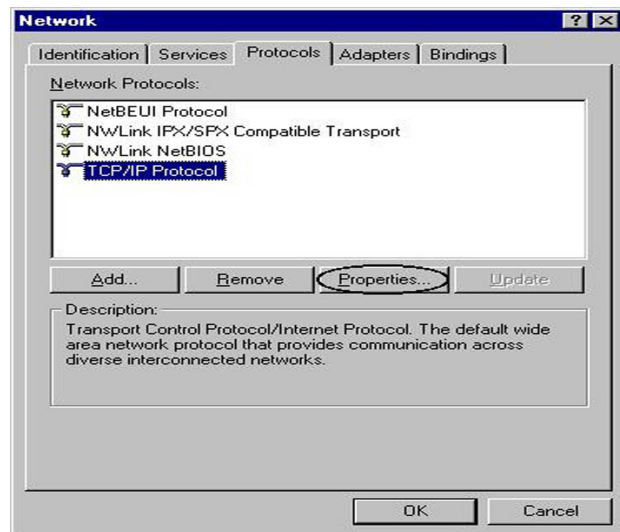 Network
Identification Services Protocols Adapters Bindings
Network Protocols:
NetBEUI Protocol
NWLink IPX/SPX Compatible Transport
NWLink NetBIOS
TCP/IP Protocol
Add... Remove Properties... Update
Description:
Transport Control Protocol/Internet Protocol. The default wide
area network protocol that provides communication across
diverse interconnected networks.
OK Cancel